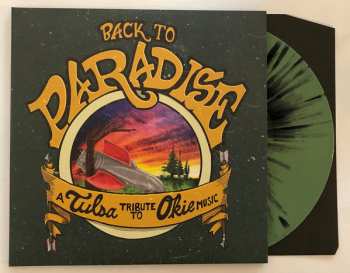 BACK TO
PARADISE
A Tulsa TRIBUTE TO Okie MUSIC